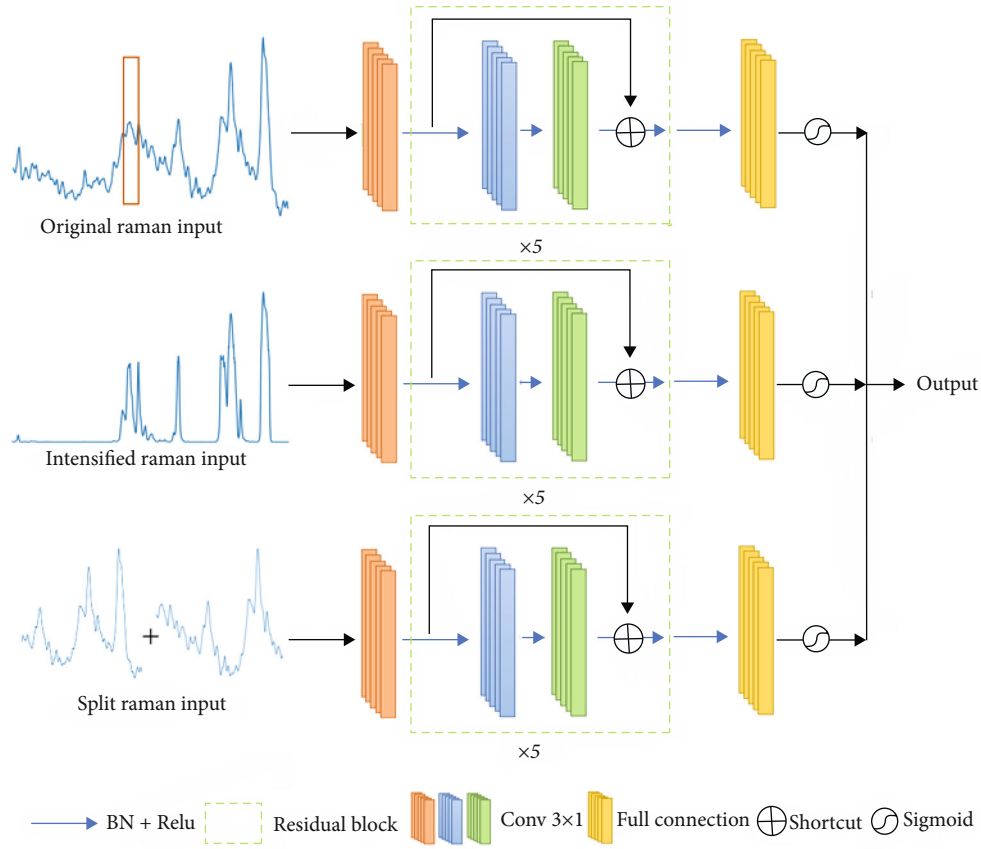 Original raman input
×5
Intensified raman input
×5
Output
+
Split raman input
×5
BN + Relu
Residual block
Conv 3×1
Full connection
Shortcut
Sigmoid